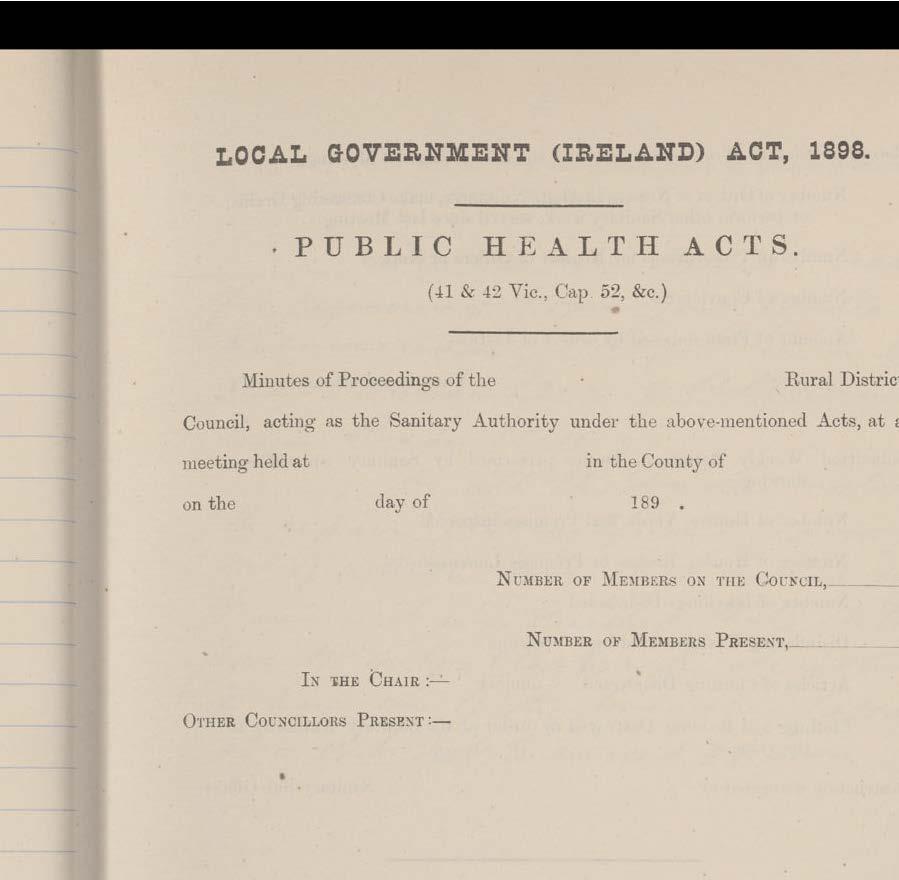 LOCAL GOVERNMENT (IRELAND) ACT, 1898.
PUBLIC HEALTH ACTS.
(41 & 42 Vic., Cap. 52, &c.)
Minutes of Proceedings of the Rural Distric
Council, acting as the Sanitary Authority under the above-mentioned Acts, at a
meeting held at in the County of
on the day of 189 .
NUMBER OF MEMBERS ON THE COUNCIL,
NUMBER OF MEMBERS PRESENT,
IN THE CHAIR :—
OTHER COUNCILLORS PRESENT :—